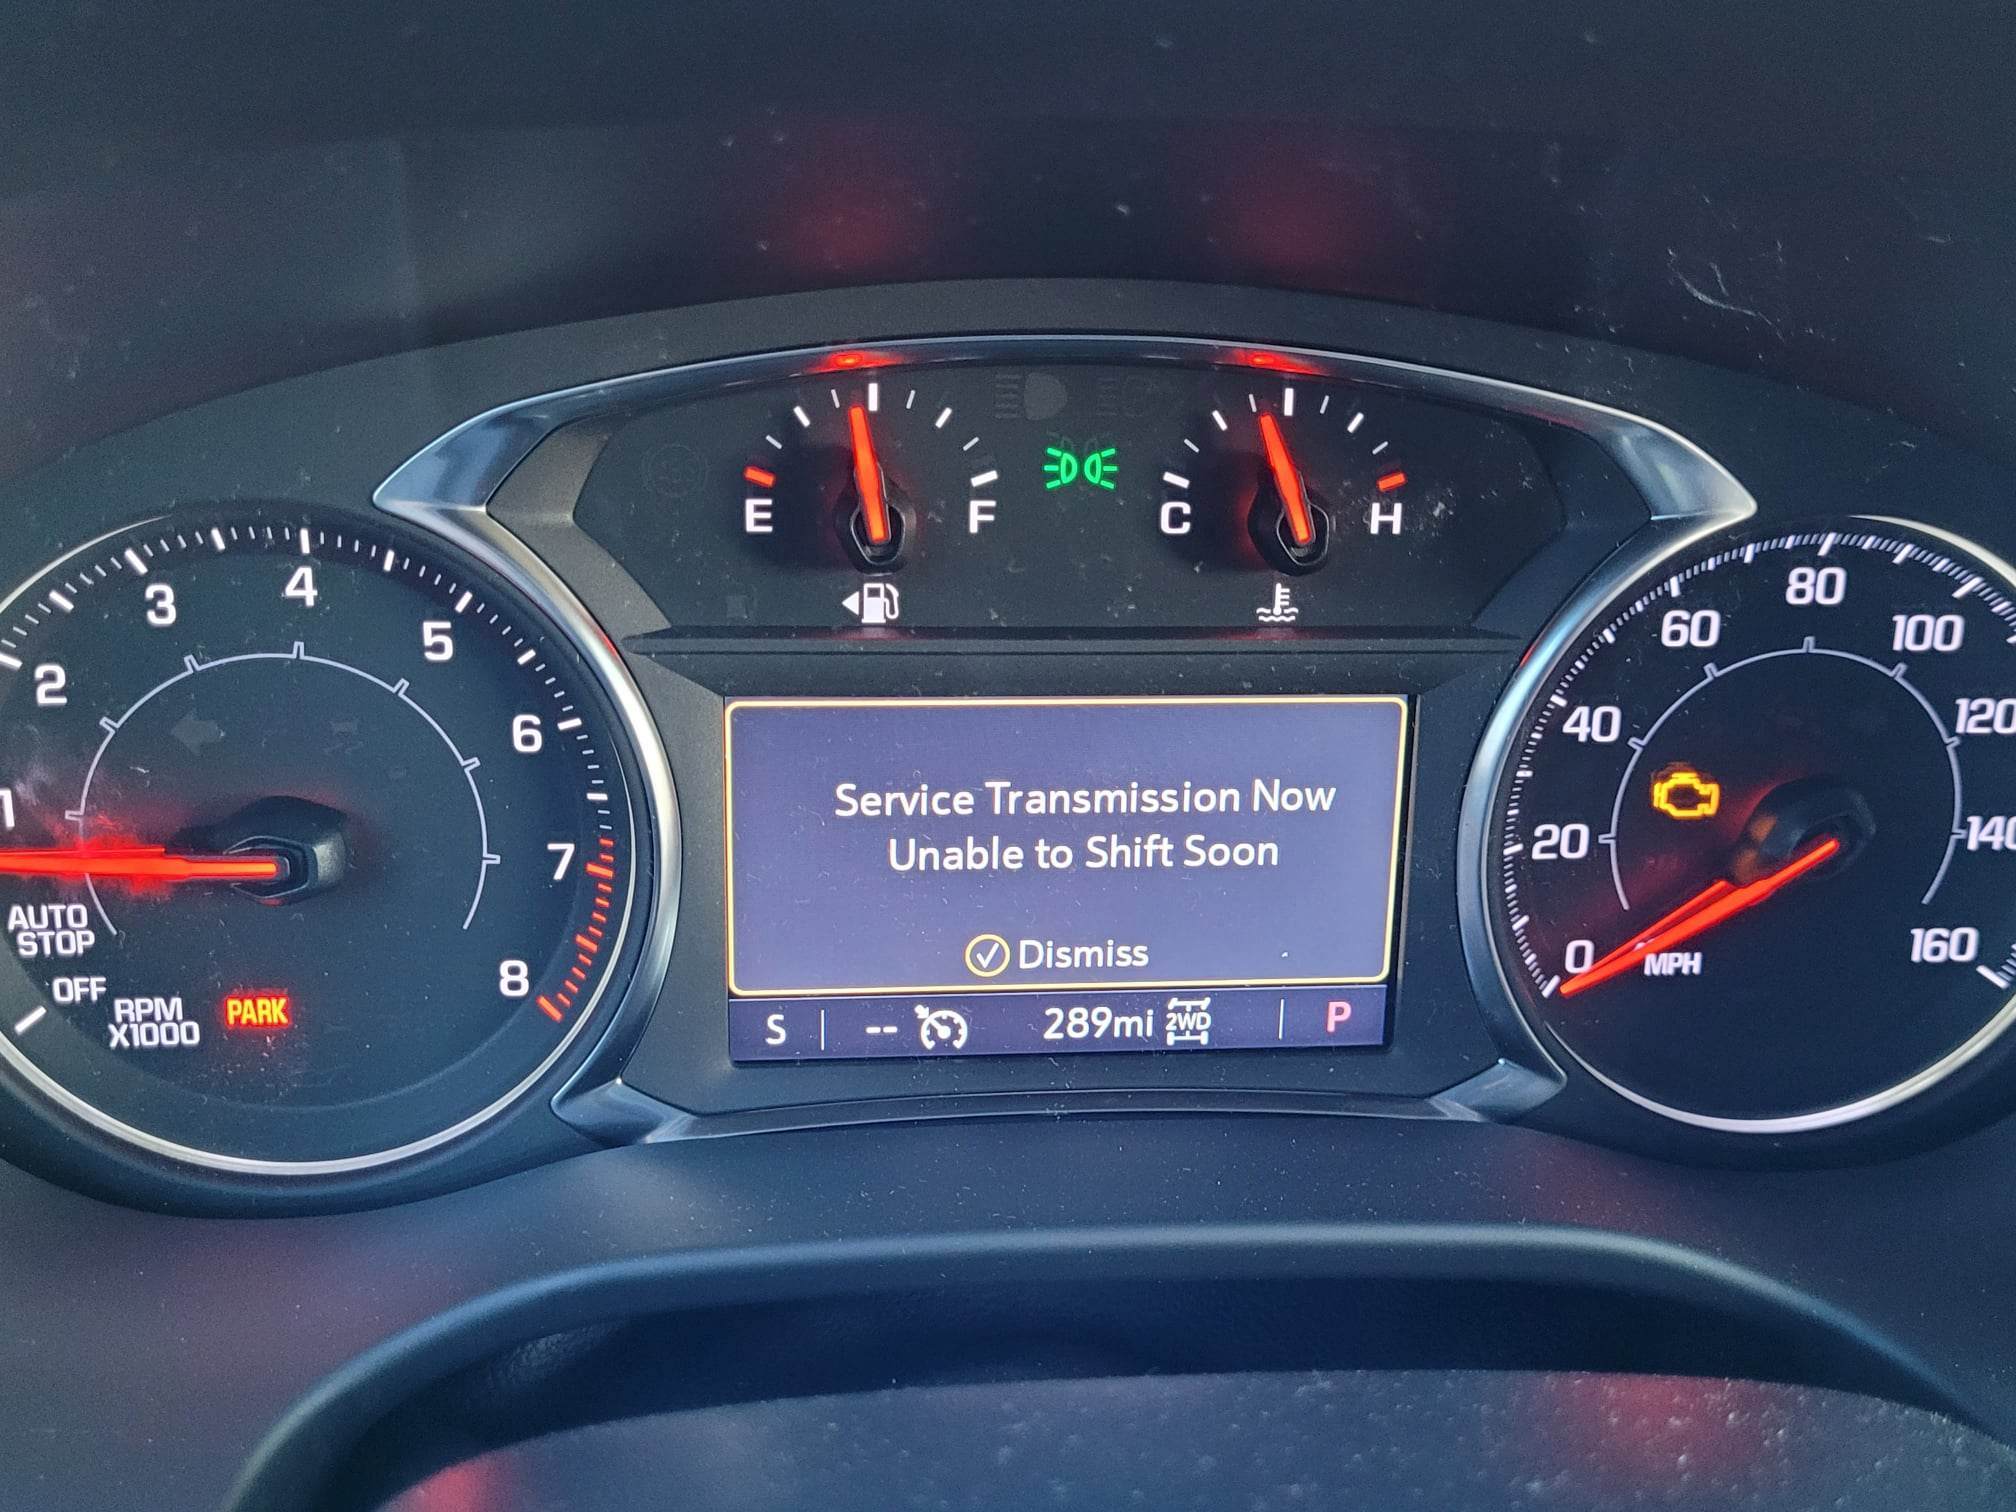 E F
C H
1 2 3 4 5 6 7 8
AUTO
STOP
OFF
RPM
X1000
PARK
Service Transmission Now
Unable to Shift Soon
Dismiss
S -- 289mi 2WD P
0 20 40 60 80 100 120 140 160
MPH